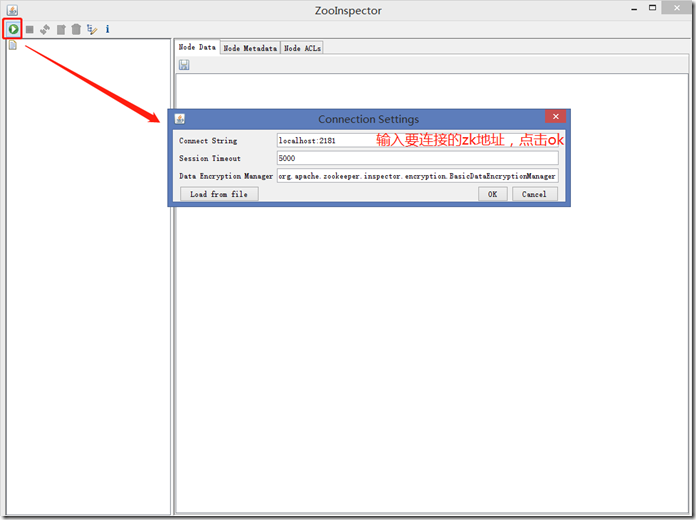 ZooInspector
Node Data Node Metadata Node ACLs
Connection Settings
Connect String localhost:2181 输入要连接的zk地址，点击ok
Session Timeout 5000
Data Encryption Manager org.apache.zookeeper.inspector.encryption.BasicDataEncryptionManager
Load from file OK Cancel